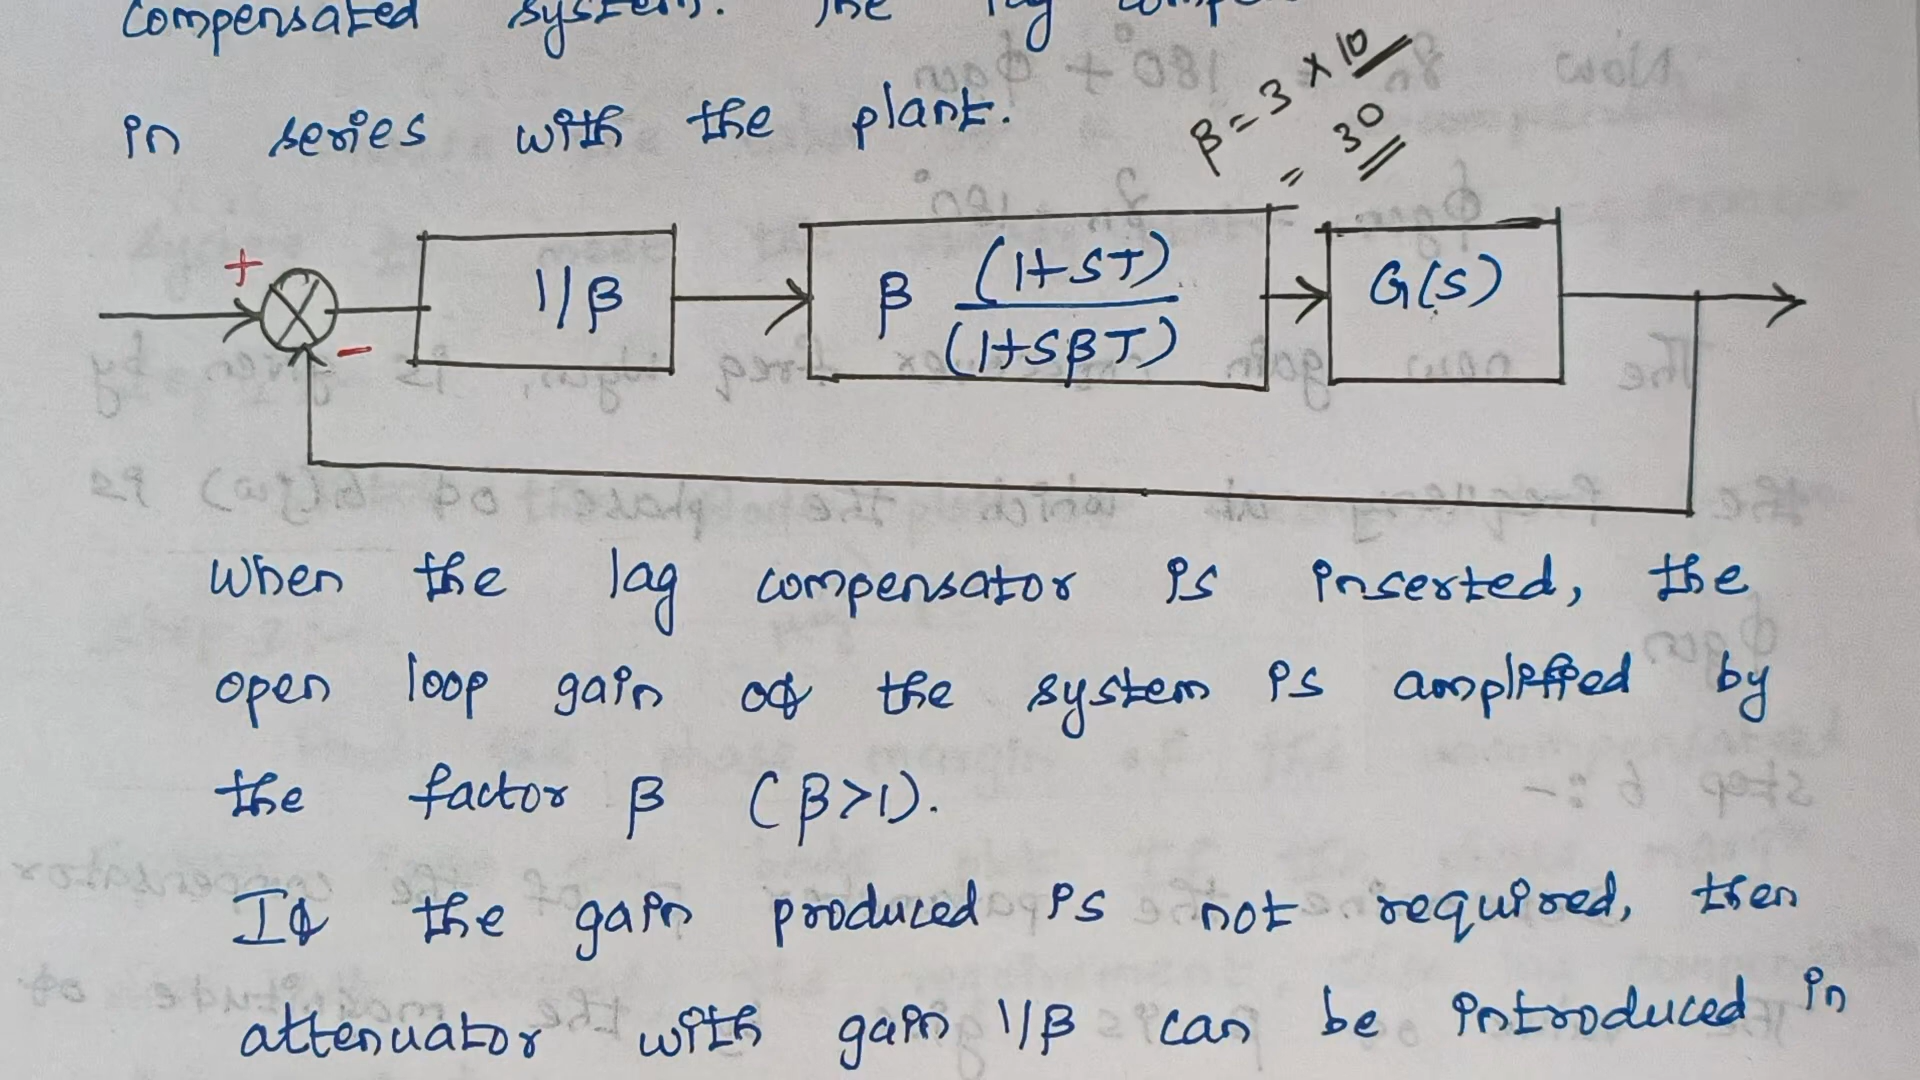 compensated system. The lag
in series with the plant.
β = 3 × 10
= 30
+
-
1/β
β (1+ST)
(1+SβT)
G(S)
when the lag compensator is inserted, the
open loop gain of the system is amplified by
the factor β (β>1).
If the gain produced is not required, then
attenuator with gain 1/β can be introduced in